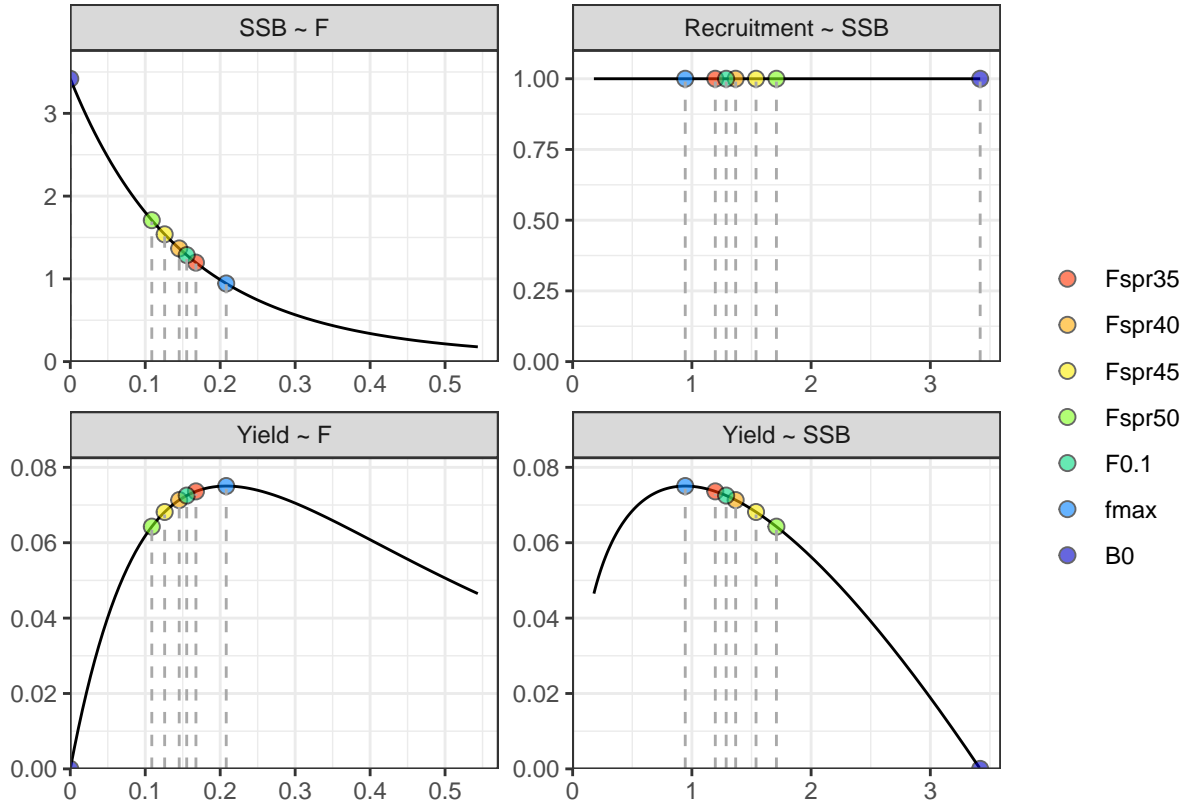 SSB ~ F
Recruitment ~ SSB
3
2
1
0
0 0.1 0.2 0.3 0.4 0.5
1.00
0.75
0.50
0.25
0.00
0 1 2 3
Yield ~ F
Yield ~ SSB
0.08
0.06
0.04
0.02
0.00
0 0.1 0.2 0.3 0.4 0.5
0.08
0.06
0.04
0.02
0.00
0 1 2 3
Fspr35
Fspr40
Fspr45
Fspr50
F0.1
fmax
B0